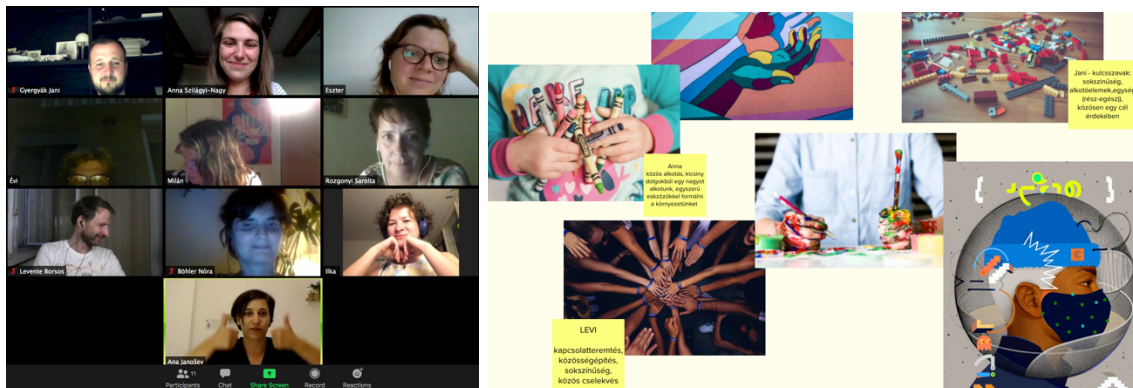 Gyergyák Jani
Anna Szilágyi-Nagy
Eszter
Évi
Milán
Rozgonyi Sarolta
Levente Borsos
Böhler Nóra
Ilka
Ana Janošev
11
Participants
Chat
Share Screen
Record
Reactions
Jani - kulcsszavak:
sokszínűség,
alkotóelemek,egység
(rész-egész),
közösen egy cél
érdekében
Anna
közös alkotás, kicsiny
dolgokból egy nagyot
alkotunk, egyszerű
eskzözökkel formálni
a környezetünket
LEVI
kapcsolatteremtés,
közösségépítés,
sokszínűség,
közös cselekvés